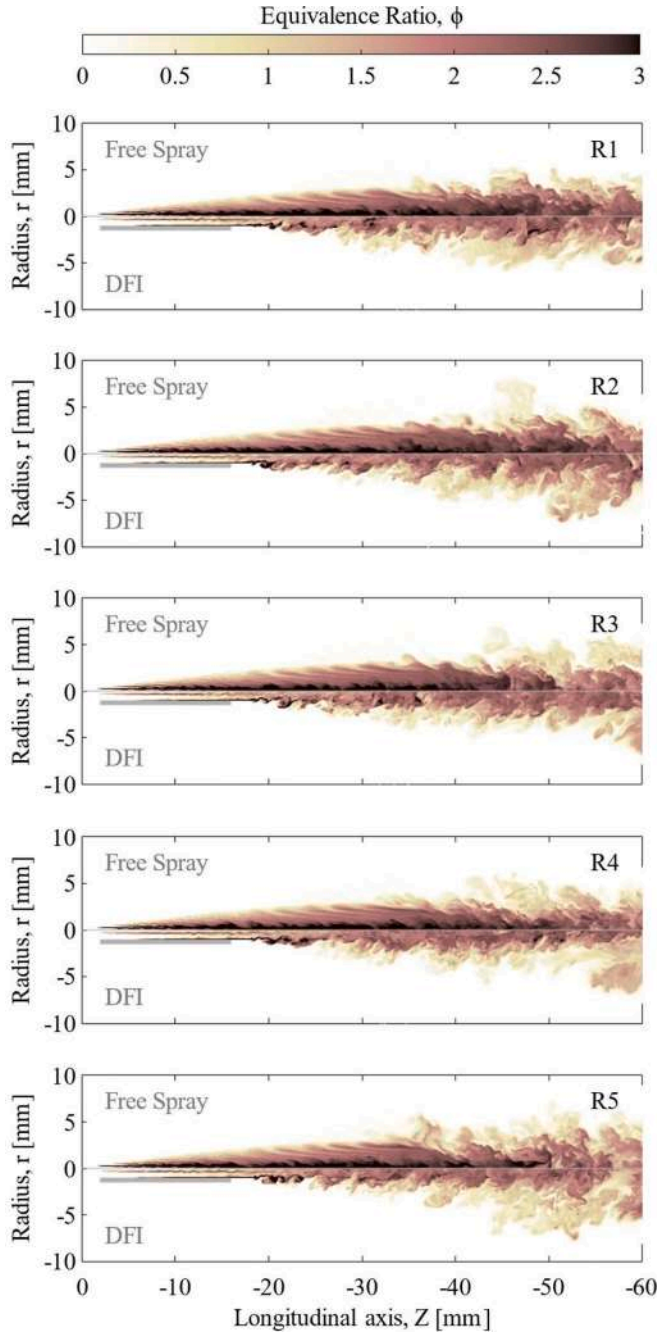 Equivalence Ratio, ϕ
0 0.5 1 1.5 2 2.5 3
10
Free Spray R1
5
Radius, r [mm]
0
-5
DFI
-10
10
Free Spray R2
5
Radius, r [mm]
0
-5
DFI
-10
10
Free Spray R3
5
Radius, r [mm]
0
-5
DFI
-10
10
Free Spray R4
5
Radius, r [mm]
0
-5
DFI
-10
10
Free Spray R5
5
Radius, r [mm]
0
-5
DFI
-10
0 -10 -20 -30 -40 -50 -60
Longitudinal axis, Z [mm]